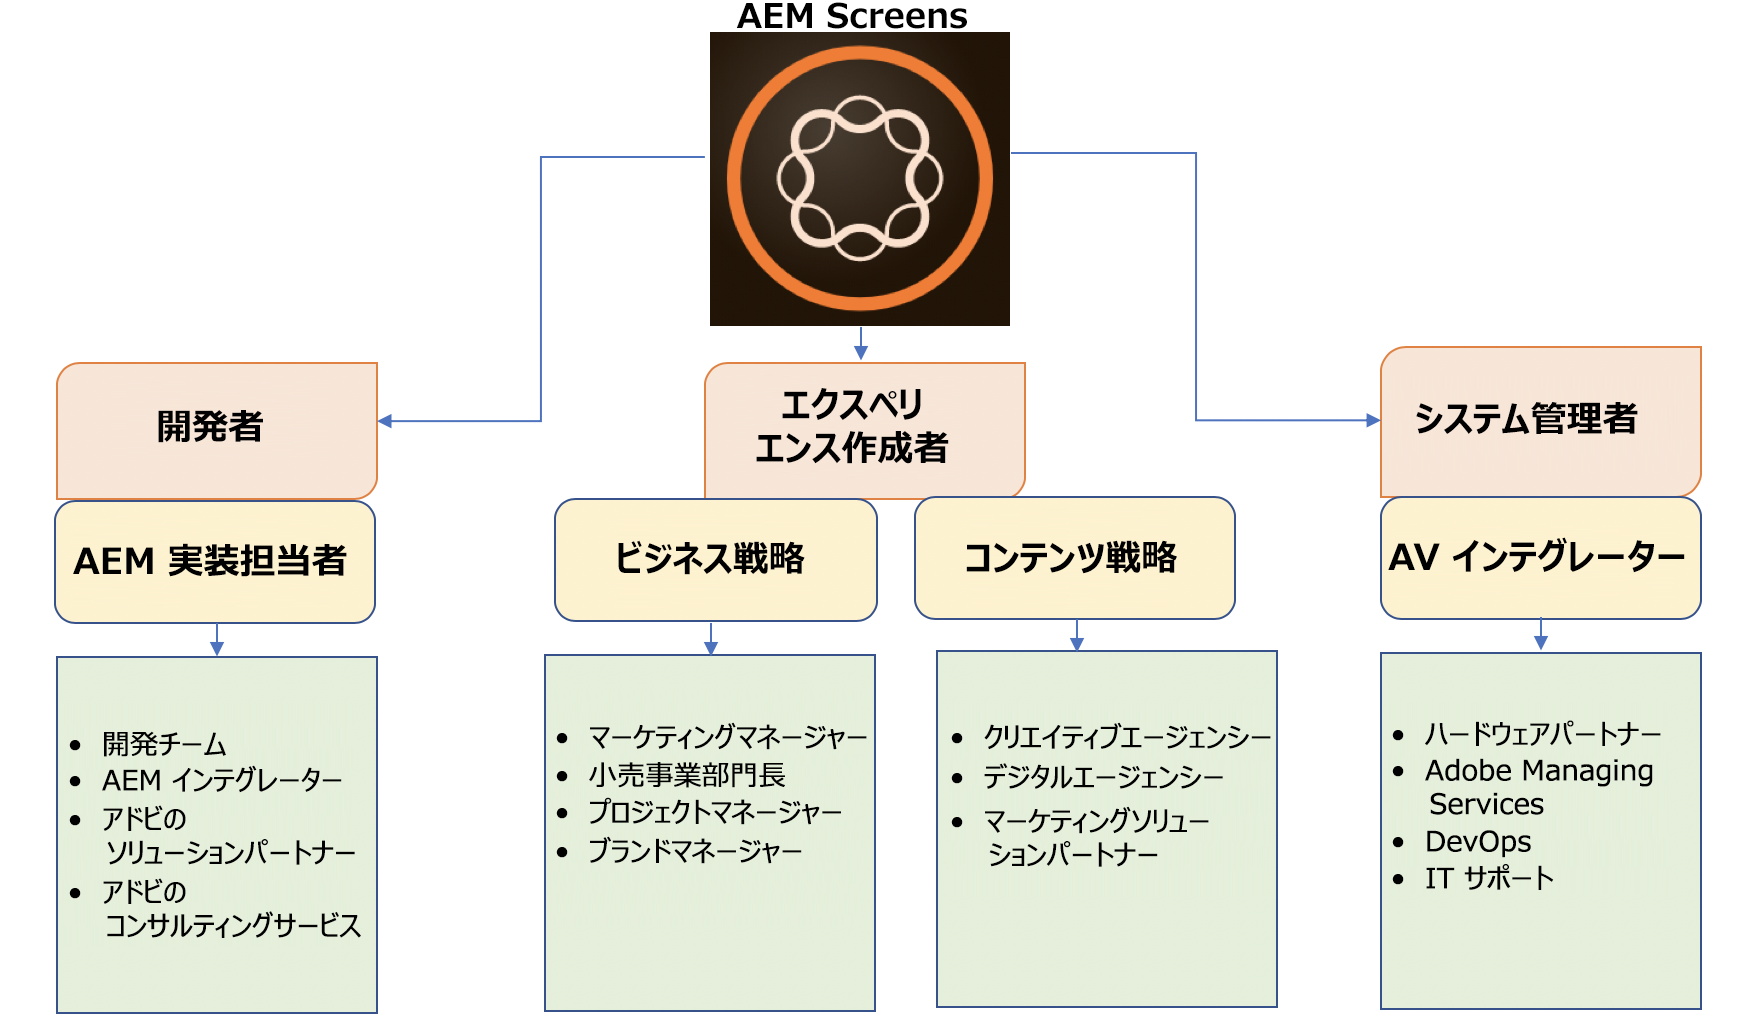 AEM Screens
開発者
エクスペリ
エンス作成者
システム管理者
AEM 実装担当者
ビジネス戦略
コンテンツ戦略
AV インテグレーター
• 開発チーム
• AEM インテグレーター
• アドビの
ソリューションパートナー
• アドビの
コンサルティングサービス
• マーケティングマネージャー
• 小売事業部門長
• プロジェクトマネージャー
• ブランドマネージャー
• クリエイティブエージェンシー
• デジタルエージェンシー
• マーケティングソリュー
ションパートナー
• ハードウェアパートナー
• Adobe Managing
Services
• DevOps
• IT サポート